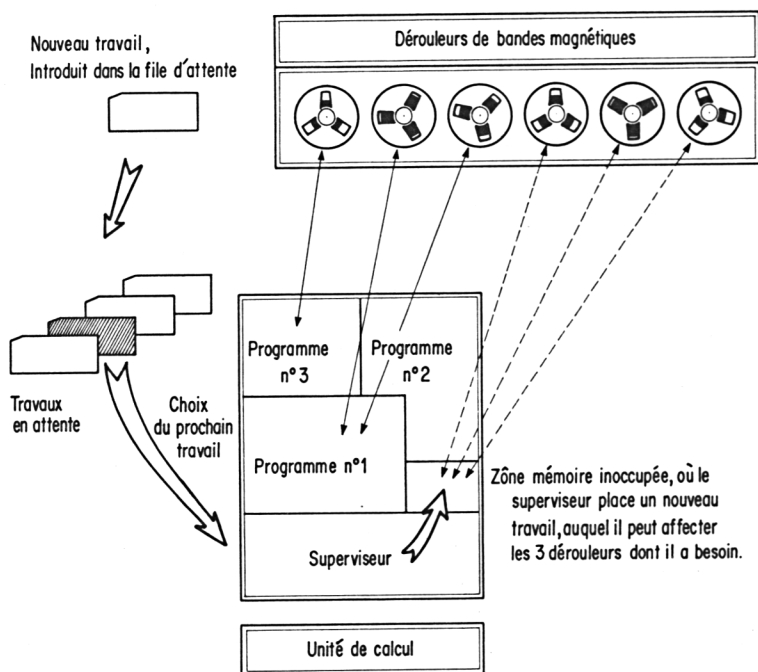 Nouveau travail,
Introduit dans la file d'attente
Dérouleurs de bandes magnétiques
Programme
n°3
Programme
n°2
Travaux
en attente
Choix
du prochain
travail
Programme n°1
Zône mémoire inoccupée, où le
superviseur place un nouveau
travail, auquel il peut affecter
les 3 dérouleurs dont il a besoin.
Superviseur
Unité de calcul